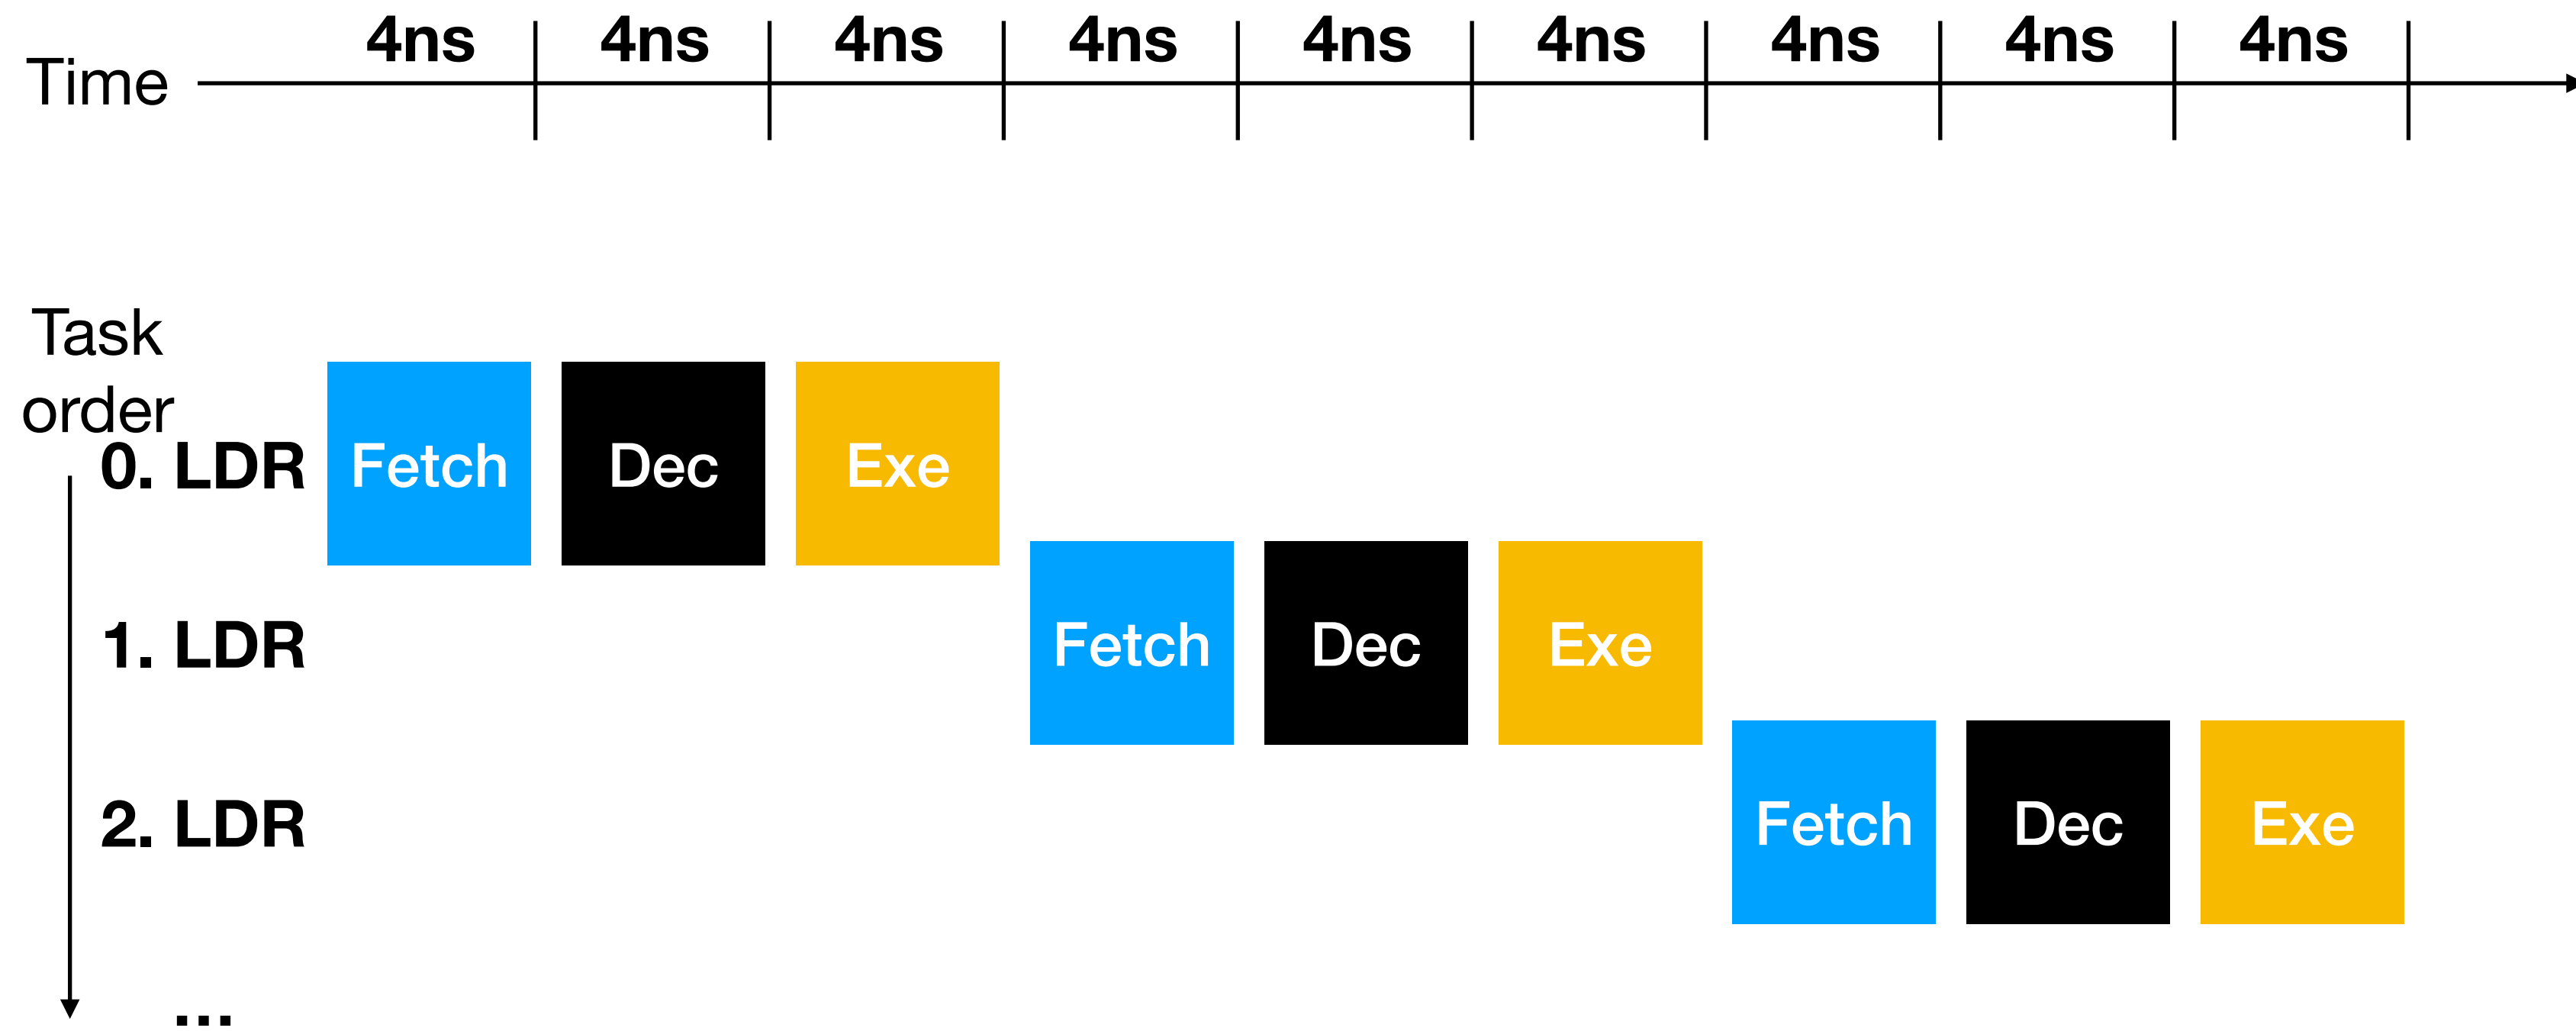 4ns 4ns 4ns 4ns 4ns 4ns 4ns 4ns 4ns
Time
Task
order
0. LDR Fetch Dec Exe
1. LDR Fetch Dec Exe
2. LDR Fetch Dec Exe
...